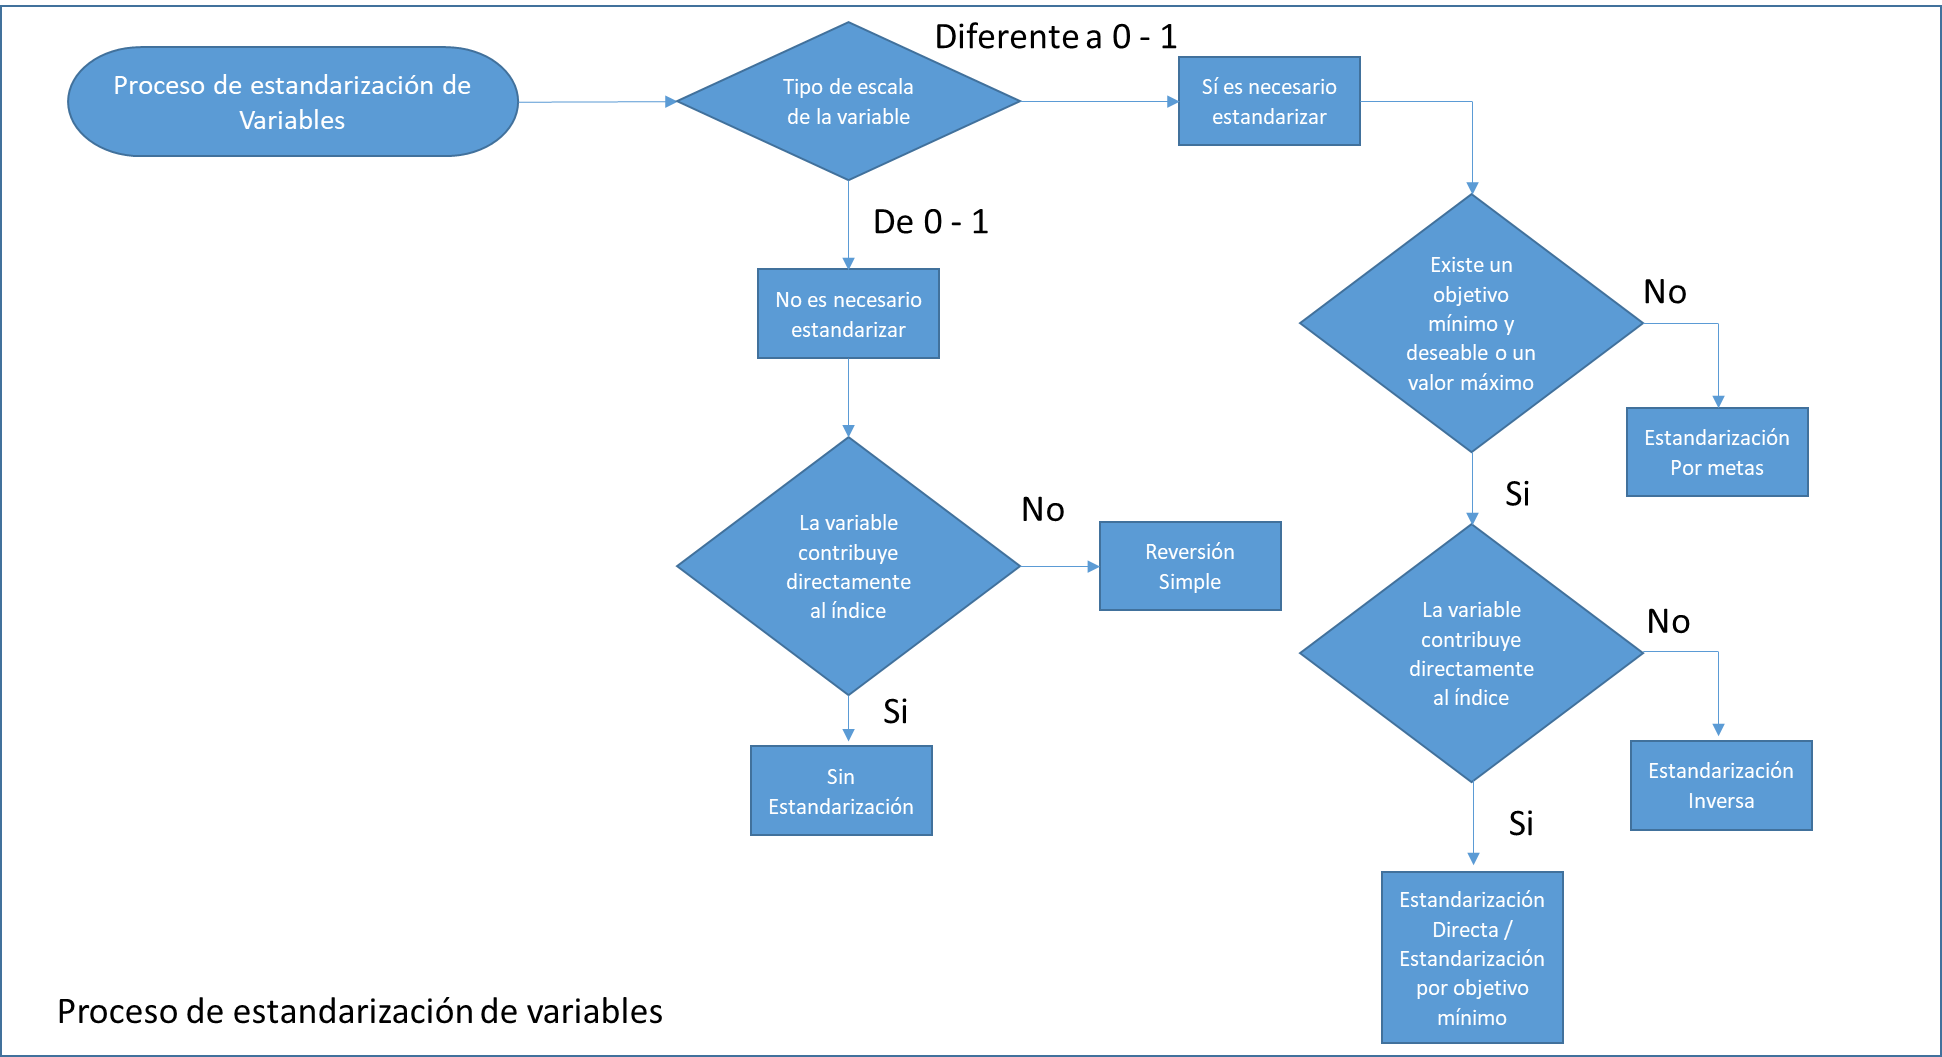 Proceso de estandarización de
Variables
Tipo de escala
de la variable
Diferente a 0 - 1
Sí es necesario
estandarizar
De 0 - 1
No es necesario
estandarizar
Existe un
objetivo
mínimo y
deseable o un
valor máximo
No
Estandarización
Por metas
Si
La variable
contribuye
directamente
al índice
No
Reversión
Simple
Si
Sin
Estandarización
La variable
contribuye
directamente
al índice
No
Estandarización
Inversa
Si
Estandarización
Directa /
Estandarización
por objetivo
mínimo
Proceso de estandarización de variables